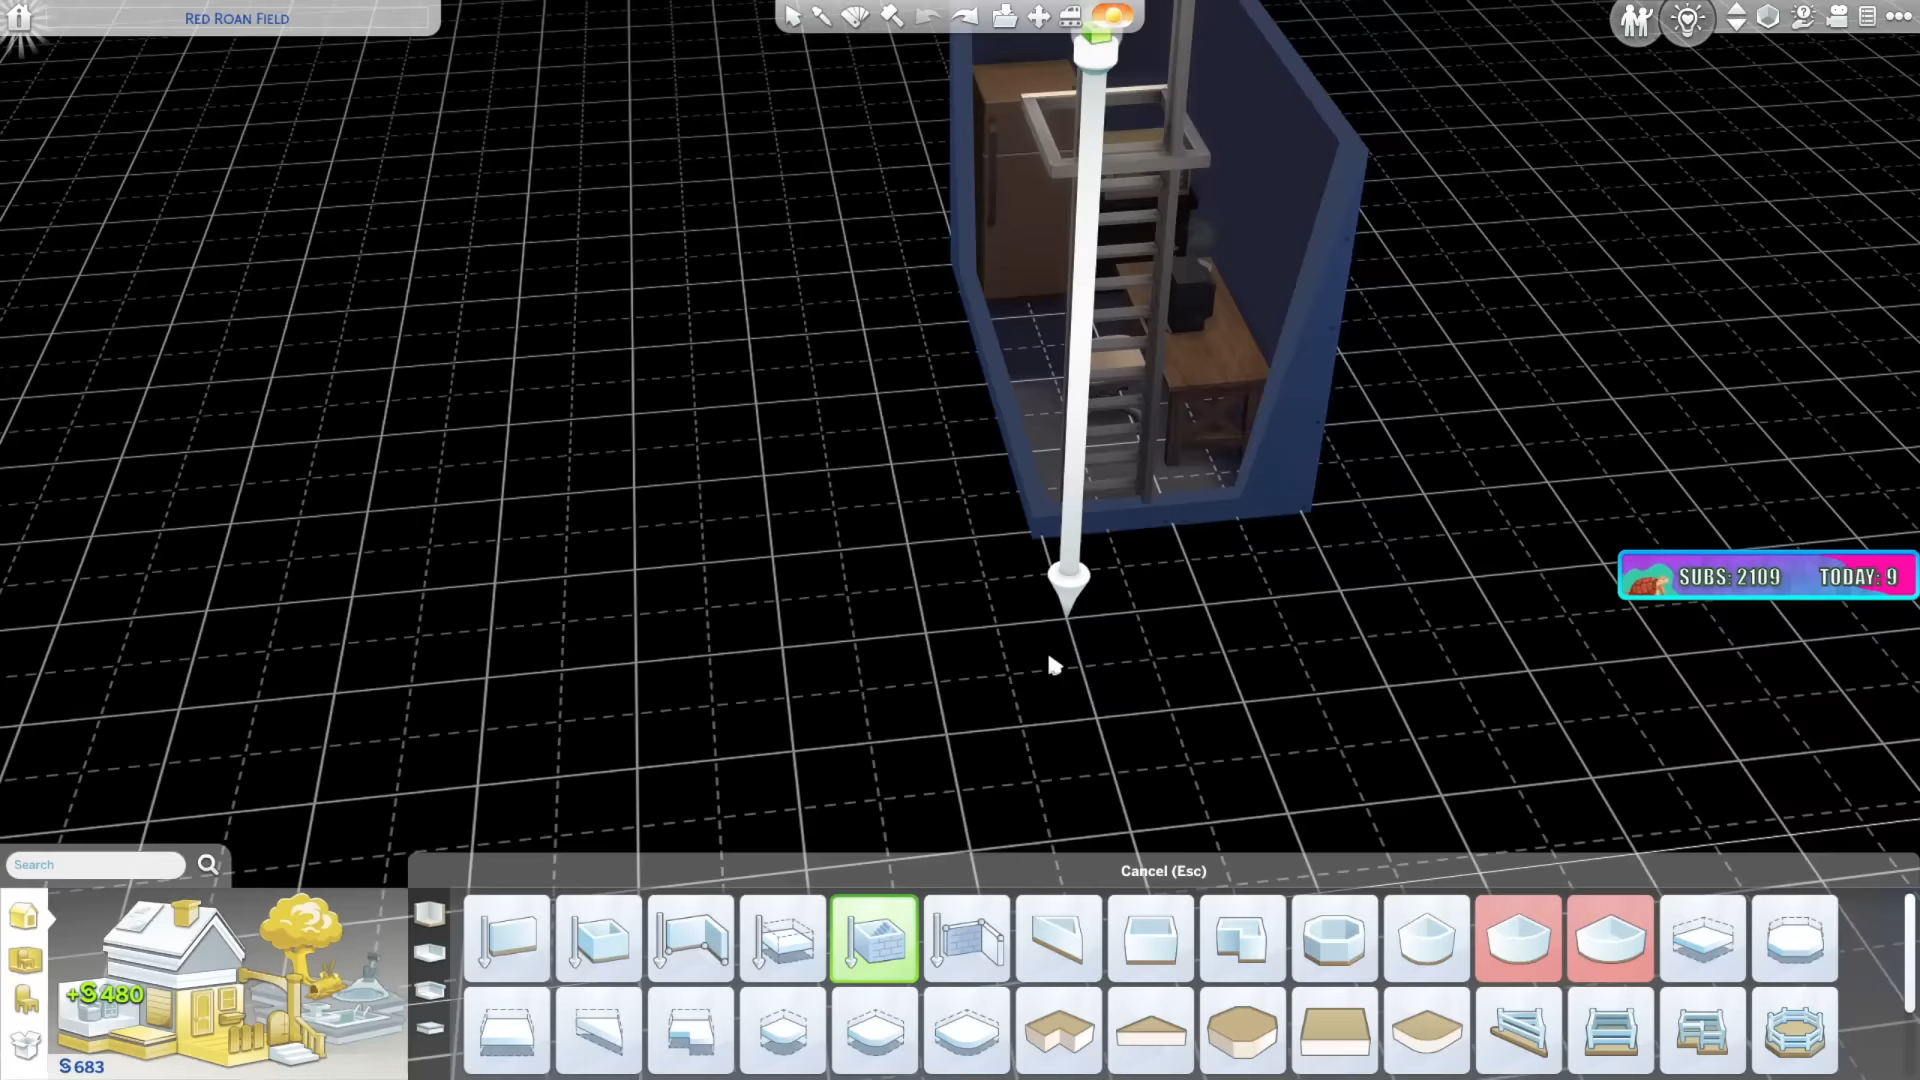 RED ROAN FIELD
SUBS: 2109 TODAY: 9
Search
Cancel (Esc)
+§480
§683